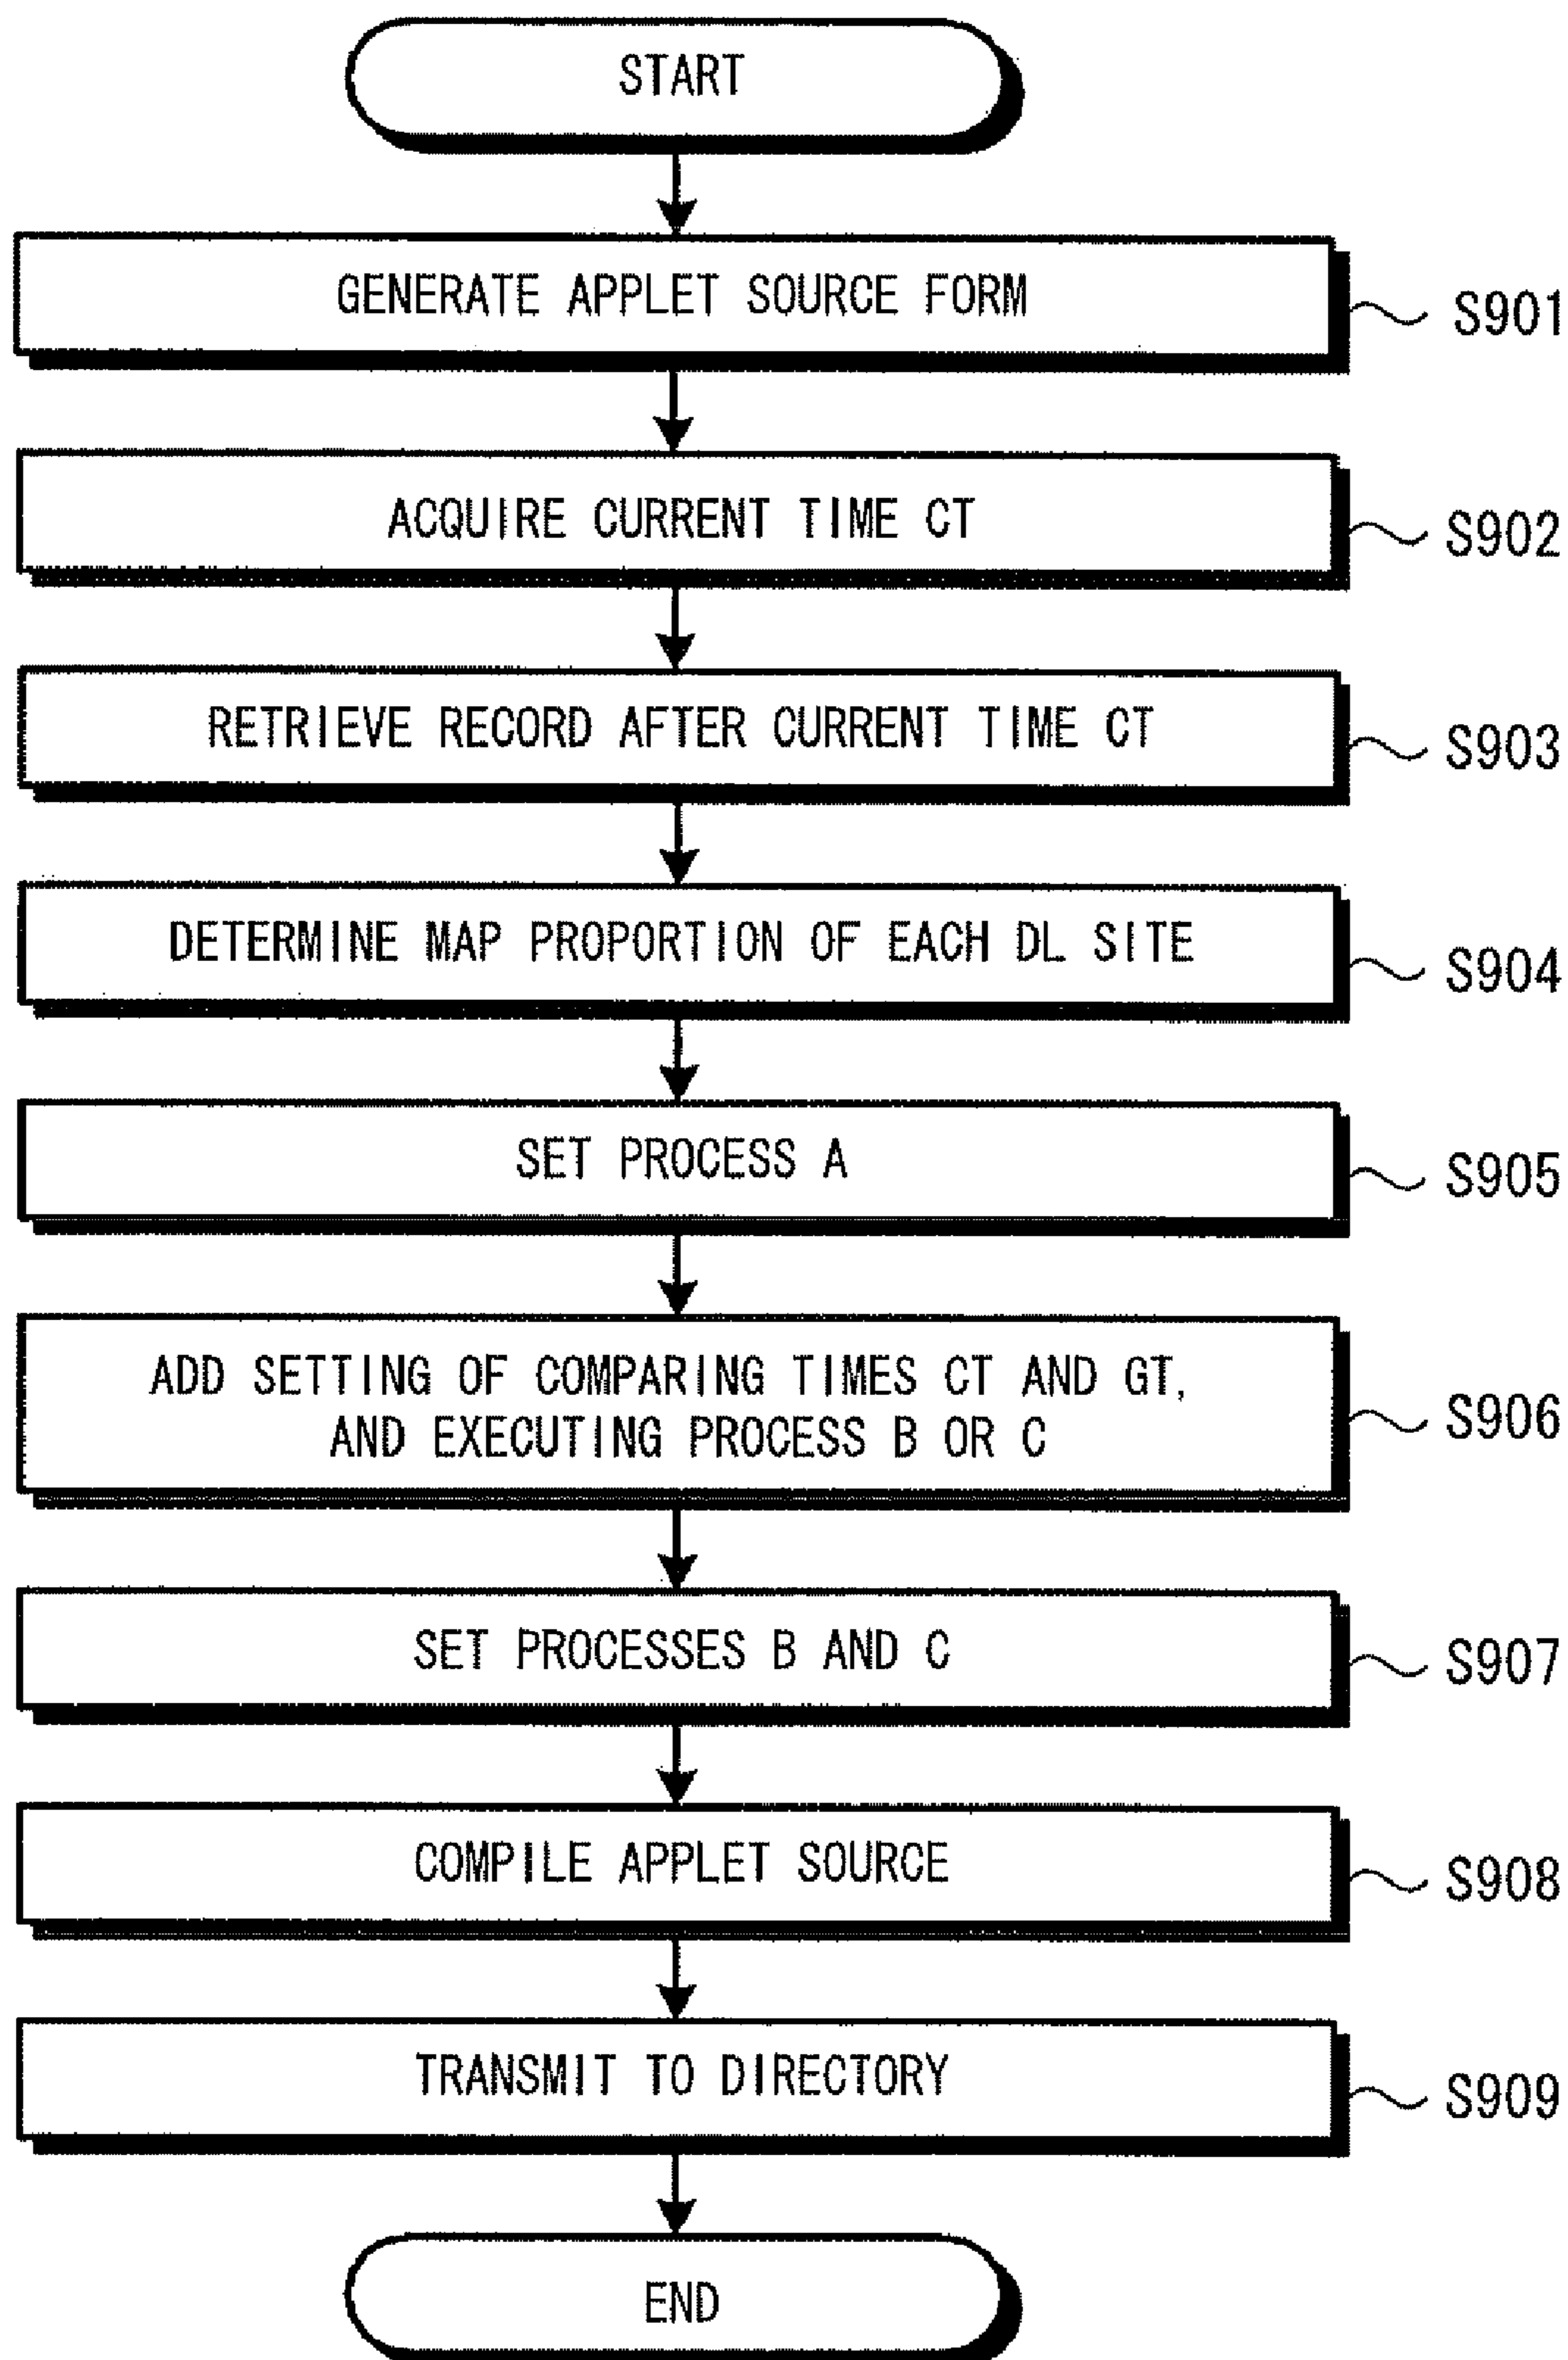 START
GENERATE APPLET SOURCE FORM
S901
ACQUIRE CURRENT TIME CT
S902
RETRIEVE RECORD AFTER CURRENT TIME CT
S903
DETERMINE MAP PROPORTION OF EACH DL SITE
S904
SET PROCESS A
S905
ADD SETTING OF COMPARING TIMES CT AND GT,
AND EXECUTING PROCESS B OR C
S906
SET PROCESSES B AND C
S907
COMPILE APPLET SOURCE
S908
TRANSMIT TO DIRECTORY
S909
END